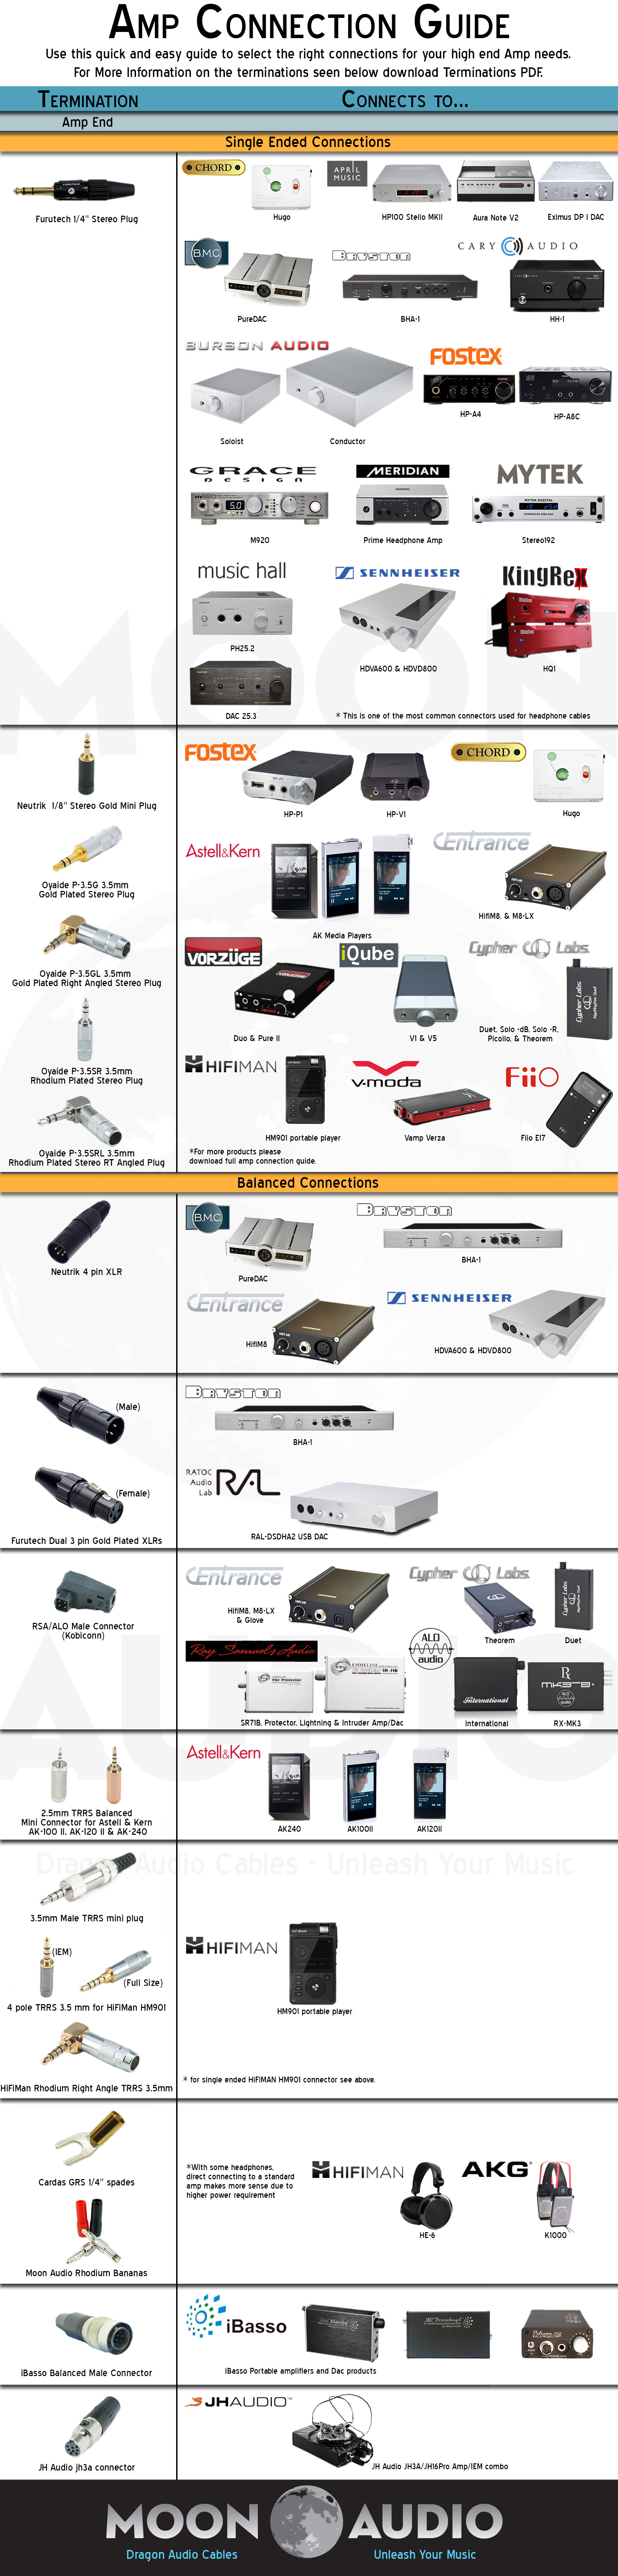 Amp Connection Guide
Use this quick and easy guide to select the right connections for your high end Amp needs.
For More Information on the terminations seen below download Terminations PDF.
Termination
Connects to...
Amp End
Single Ended Connections
Furutech 1/4" Stereo Plug
CHORD
APRIL
MUSIC
Hugo
HP100 Stello MKII
Aura Note V2
Eximus DP 1 DAC
B.M.C.
BRYSTON
CARY AUDIO
PureDAC
BHA-1
HH-1
BURSON AUDIO
FOSTEX
HP-A4
HP-A8C
Soloist
Conductor
GRACE
DESIGN
MERIDIAN
MYTEK
M920
Prime Headphone Amp
Stereo192
music hall
SENNHEISER
KingRex
PH25.2
HDVA600 & HDVD800
HQ1
DAC 25.3
* This is one of the most common connectors used for headphone cables
Neutrik 1/8" Stereo Gold Mini Plug
FOSTEX
CHORD
HP-P1
HP-V1
Hugo
Oyaide P-3.5G 3.5mm
Gold Plated Stereo Plug
Astell&Kern
Centrance
AK Media Players
HifiM8, & M8-LX
Oyaide P-3.5GL 3.5mm
Gold Plated Right Angled Stereo Plug
VORZÜGE
iQube
Cypher Labs.
Duo & Pure II
V1 & V5
Duet, Solo -dB, Solo -R,
Picollo, & Theorem
Oyaide P-3.5SR 3.5mm
Rhodium Plated Stereo Plug
HIFIMAN
v-moda
FiiO
HM901 portable player
Vamp Verza
Fiio E17
Oyaide P-3.5SRL 3.5mm
Rhodium Plated Stereo RT Angled Plug
*For more products please
download full amp connection guide.
Balanced Connections
Neutrik 4 pin XLR
B.M.C.
BRYSTON
PureDAC
BHA-1
Centrance
SENNHEISER
HifiM8
HDVA600 & HDVD800
(Male)
(Female)
Furutech Dual 3 pin Gold Plated XLRs
BRYSTON
BHA-1
RATOC
Audio
Lab
RAL
RAL-DSDHA2 USB DAC
RSA/ALO Male Connector
(Kobiconn)
Centrance
Cypher Labs.
HifiM8, M8-LX
& Glove
Theorem
Duet
Ray Samuels Audio
ALO
audio
SR71B, Protector, Lightning & Intruder Amp/Dac
International
RX-MK3
2.5mm TRRS Balanced
Mini Connector for Astell & Kern
AK-100 II, AK-120 II & AK-240
Astell&Kern
AK240
AK100II
AK120II
Dragon Audio Cables - Unleash Your Music
3.5mm Male TRRS mini plug
(IEM)
(Full Size)
4 pole TRRS 3.5 mm for HiFiMan HM901
HIFIMAN
HM901 portable player
HiFiMan Rhodium Right Angle TRRS 3.5mm
* for single ended HiFiMAN HM901 connector see above.
Cardas GRS 1/4" spades
Moon Audio Rhodium Bananas
*With some headphones,
direct connecting to a standard
amp makes more sense due to
higher power requirement
HIFIMAN
AKG
HE-6
K1000
iBasso Balanced Male Connector
iBasso
iBasso Portable amplifiers and Dac products
JH Audio jh3a connector
JHAUDIO
JH Audio JH3A/JH16Pro Amp/IEM combo
MOON AUDIO
Dragon Audio Cables
Unleash Your Music